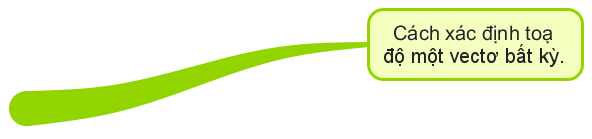 Cách xác định toạ
độ một vectơ bất kỳ.